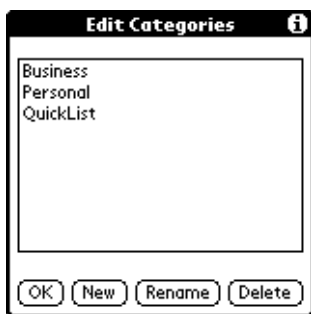 Edit Categories
Business
Personal
QuickList
OK New Rename Delete